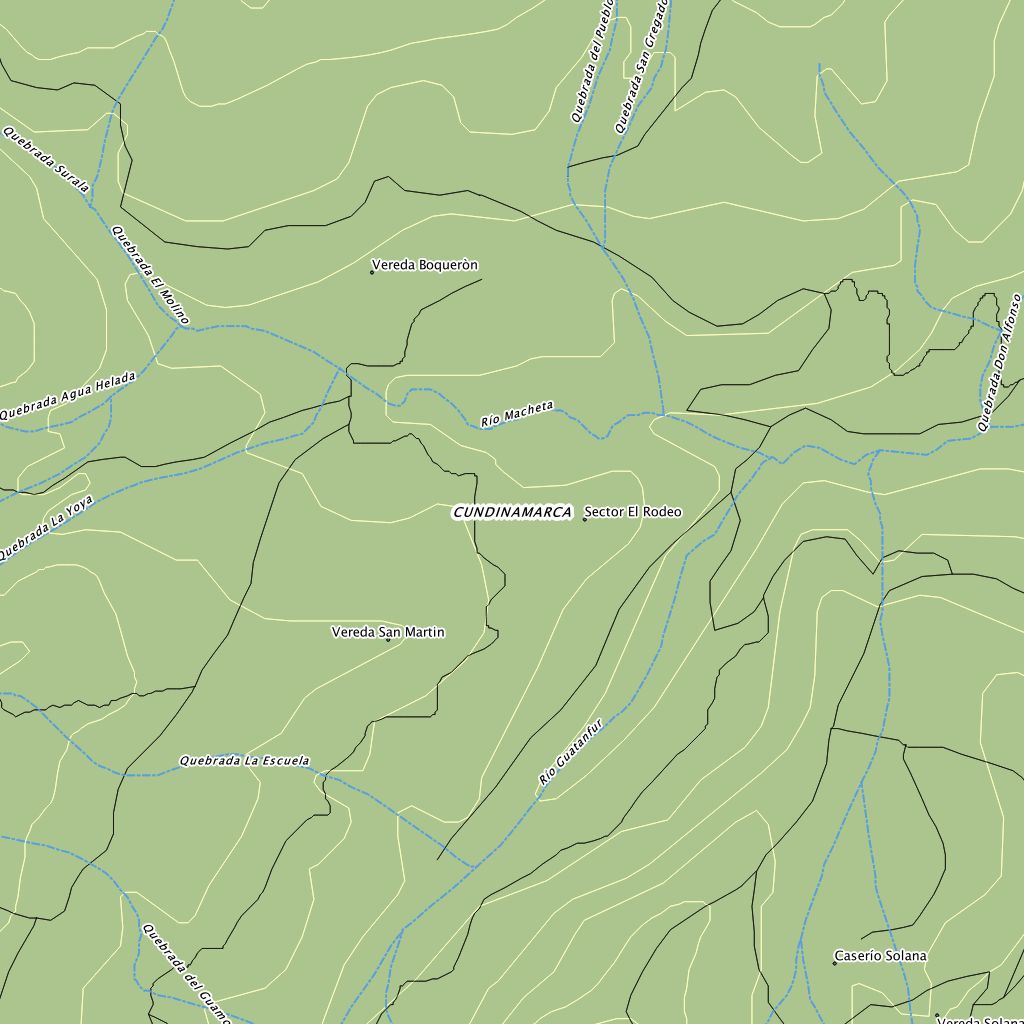 Quebrada del Pueblo
Quebrada San Gregado
Quebrada Surala
Quebrada El Molino
Vereda Boqueròn
Quebrada Don Alfonso
Quebrada Agua Helada
Río Macheta
Quebrada La Yoya
CUNDINAMARCA
Sector El Rodeo
Vereda San Martin
Río Guatanfur
Quebrada La Escuela
Quebrada del Guamo
Caserío Solana
Vereda Solana